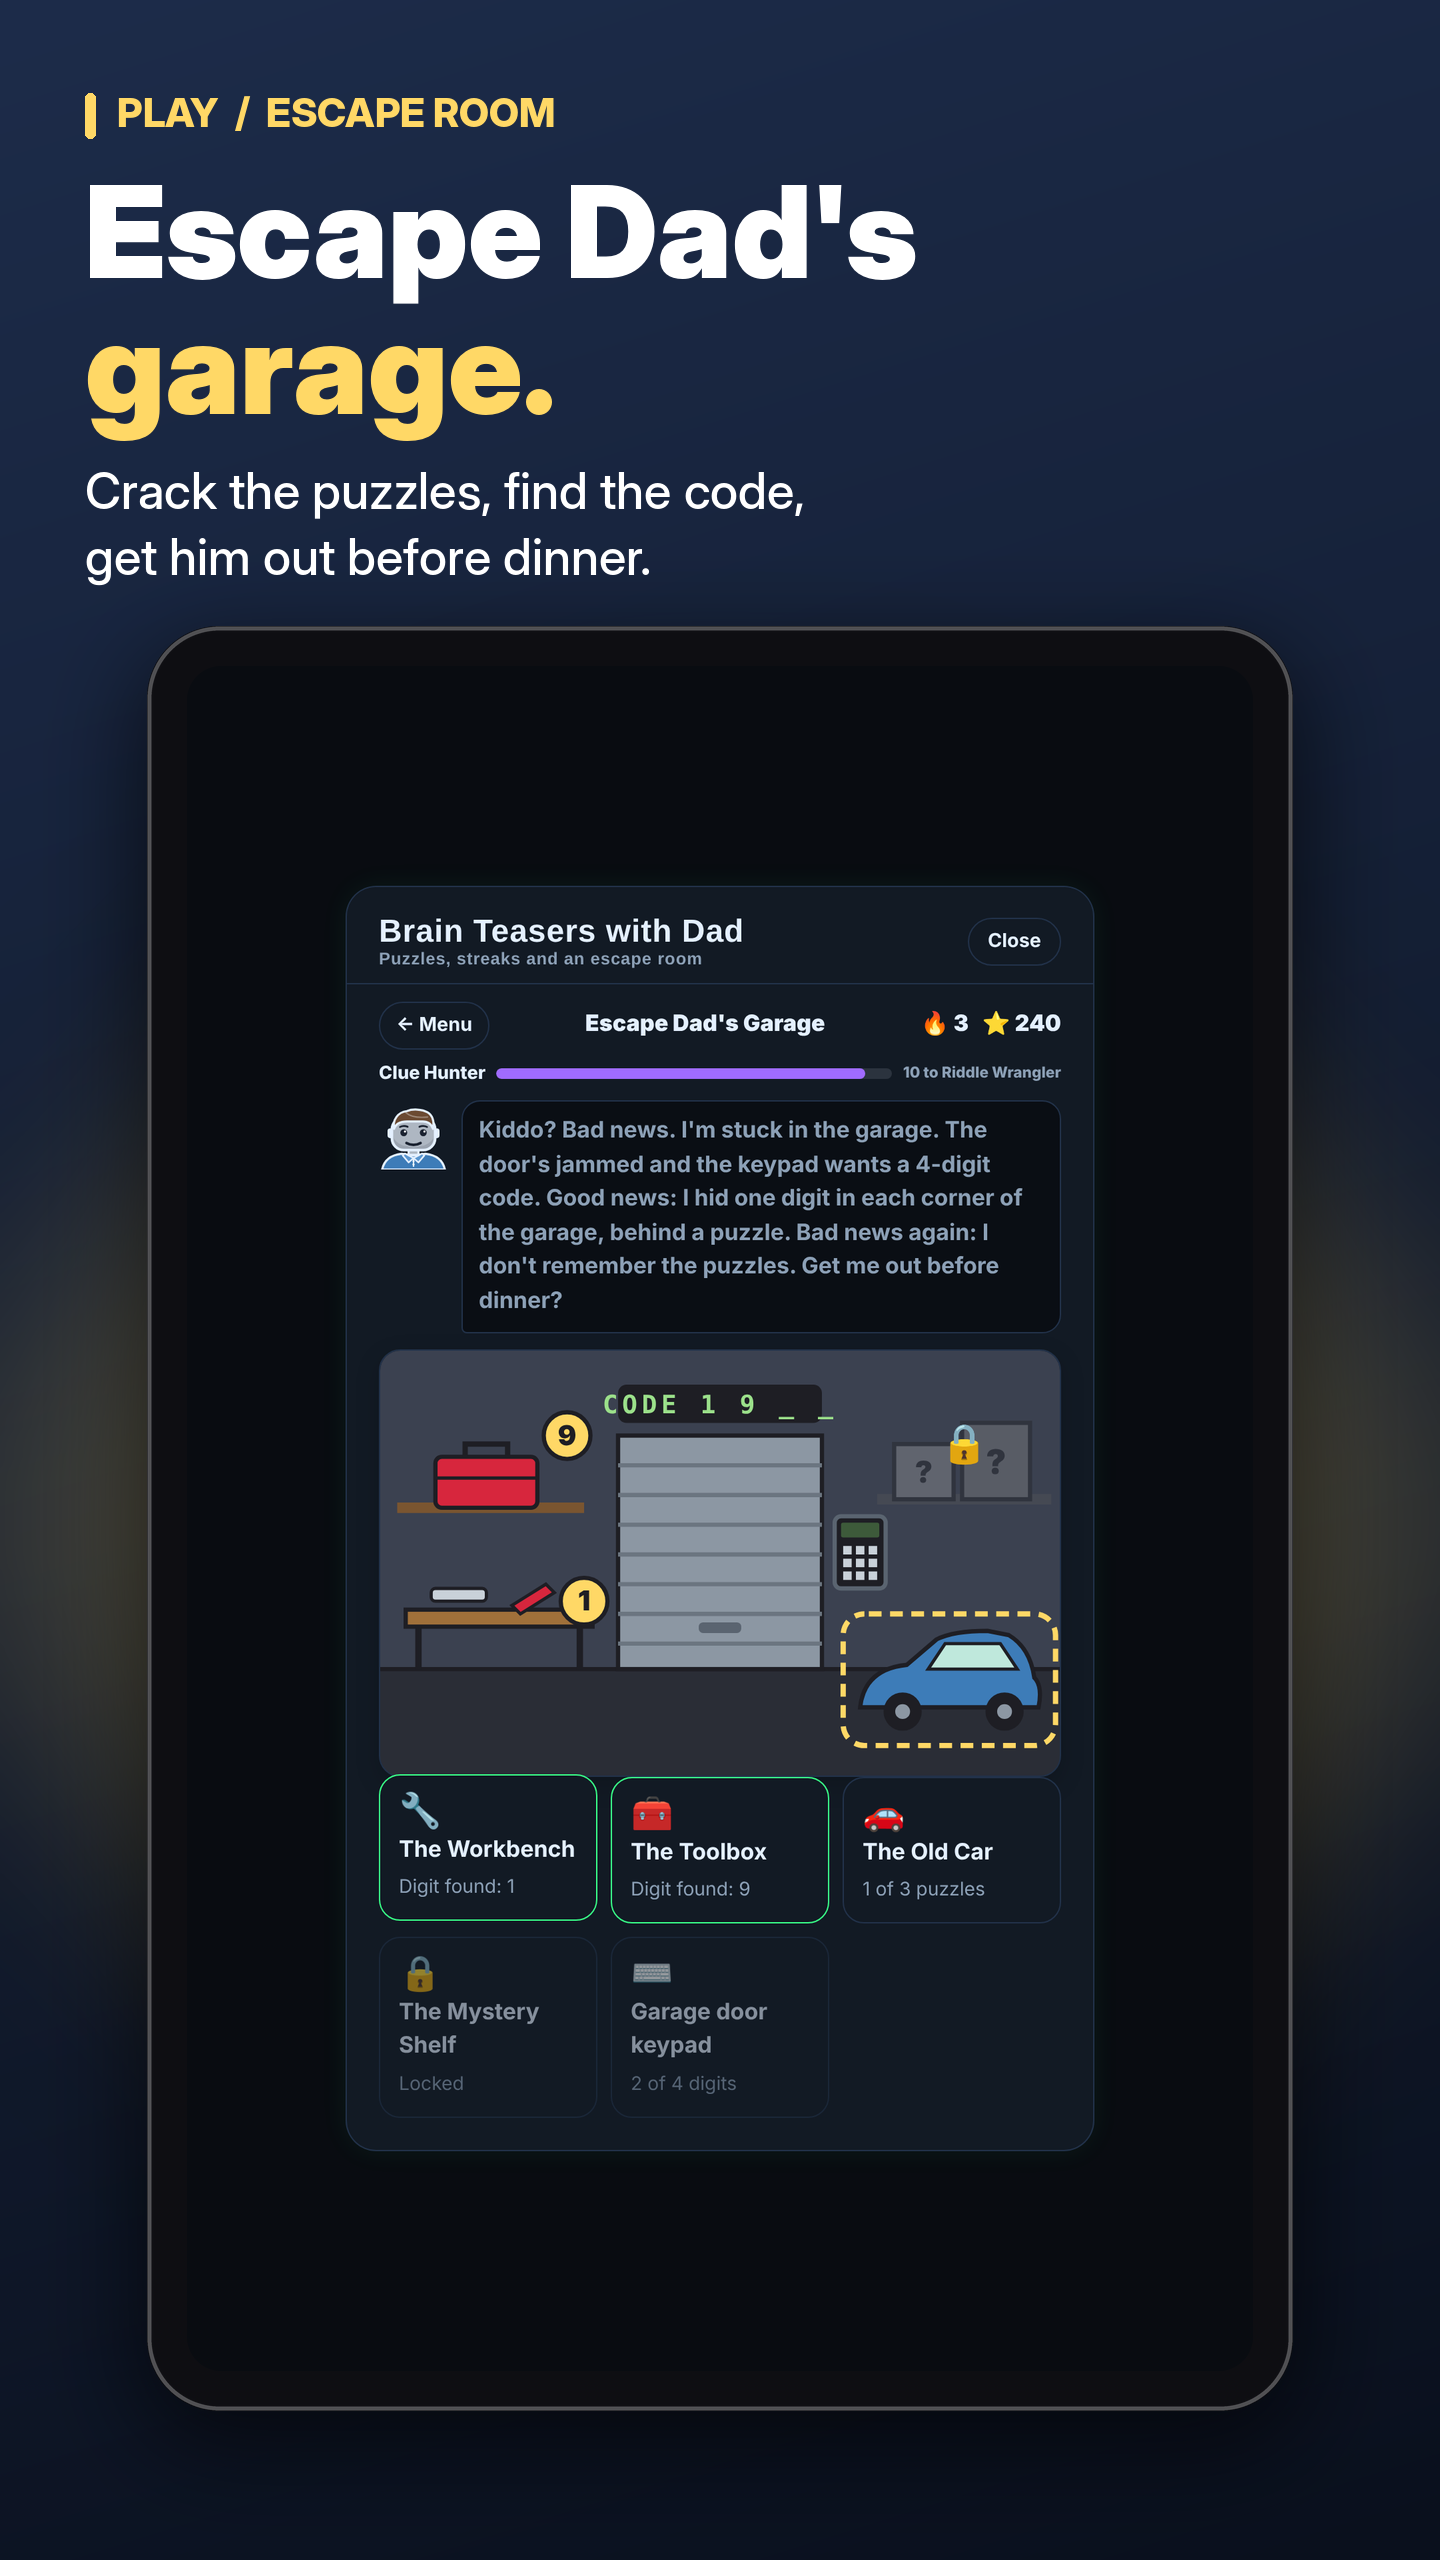 PLAY / ESCAPE ROOM
Escape Dad's
garage.
Crack the puzzles, find the code,
get him out before dinner.
Brain Teasers with Dad
Puzzles, streaks and an escape room
Close
← Menu
Escape Dad's Garage
🔥 3 ⭐ 240
Clue Hunter
10 to Riddle Wrangler
Kiddo? Bad news. I'm stuck in the garage. The
door's jammed and the keypad wants a 4-digit
code. Good news: I hid one digit in each corner of
the garage, behind a puzzle. Bad news again: I
don't remember the puzzles. Get me out before
dinner?
CODE 1 9 _ _
9
? ?
1
The Workbench
Digit found: 1
The Toolbox
Digit found: 9
The Old Car
1 of 3 puzzles
The Mystery
Shelf
Locked
Garage door
keypad
2 of 4 digits